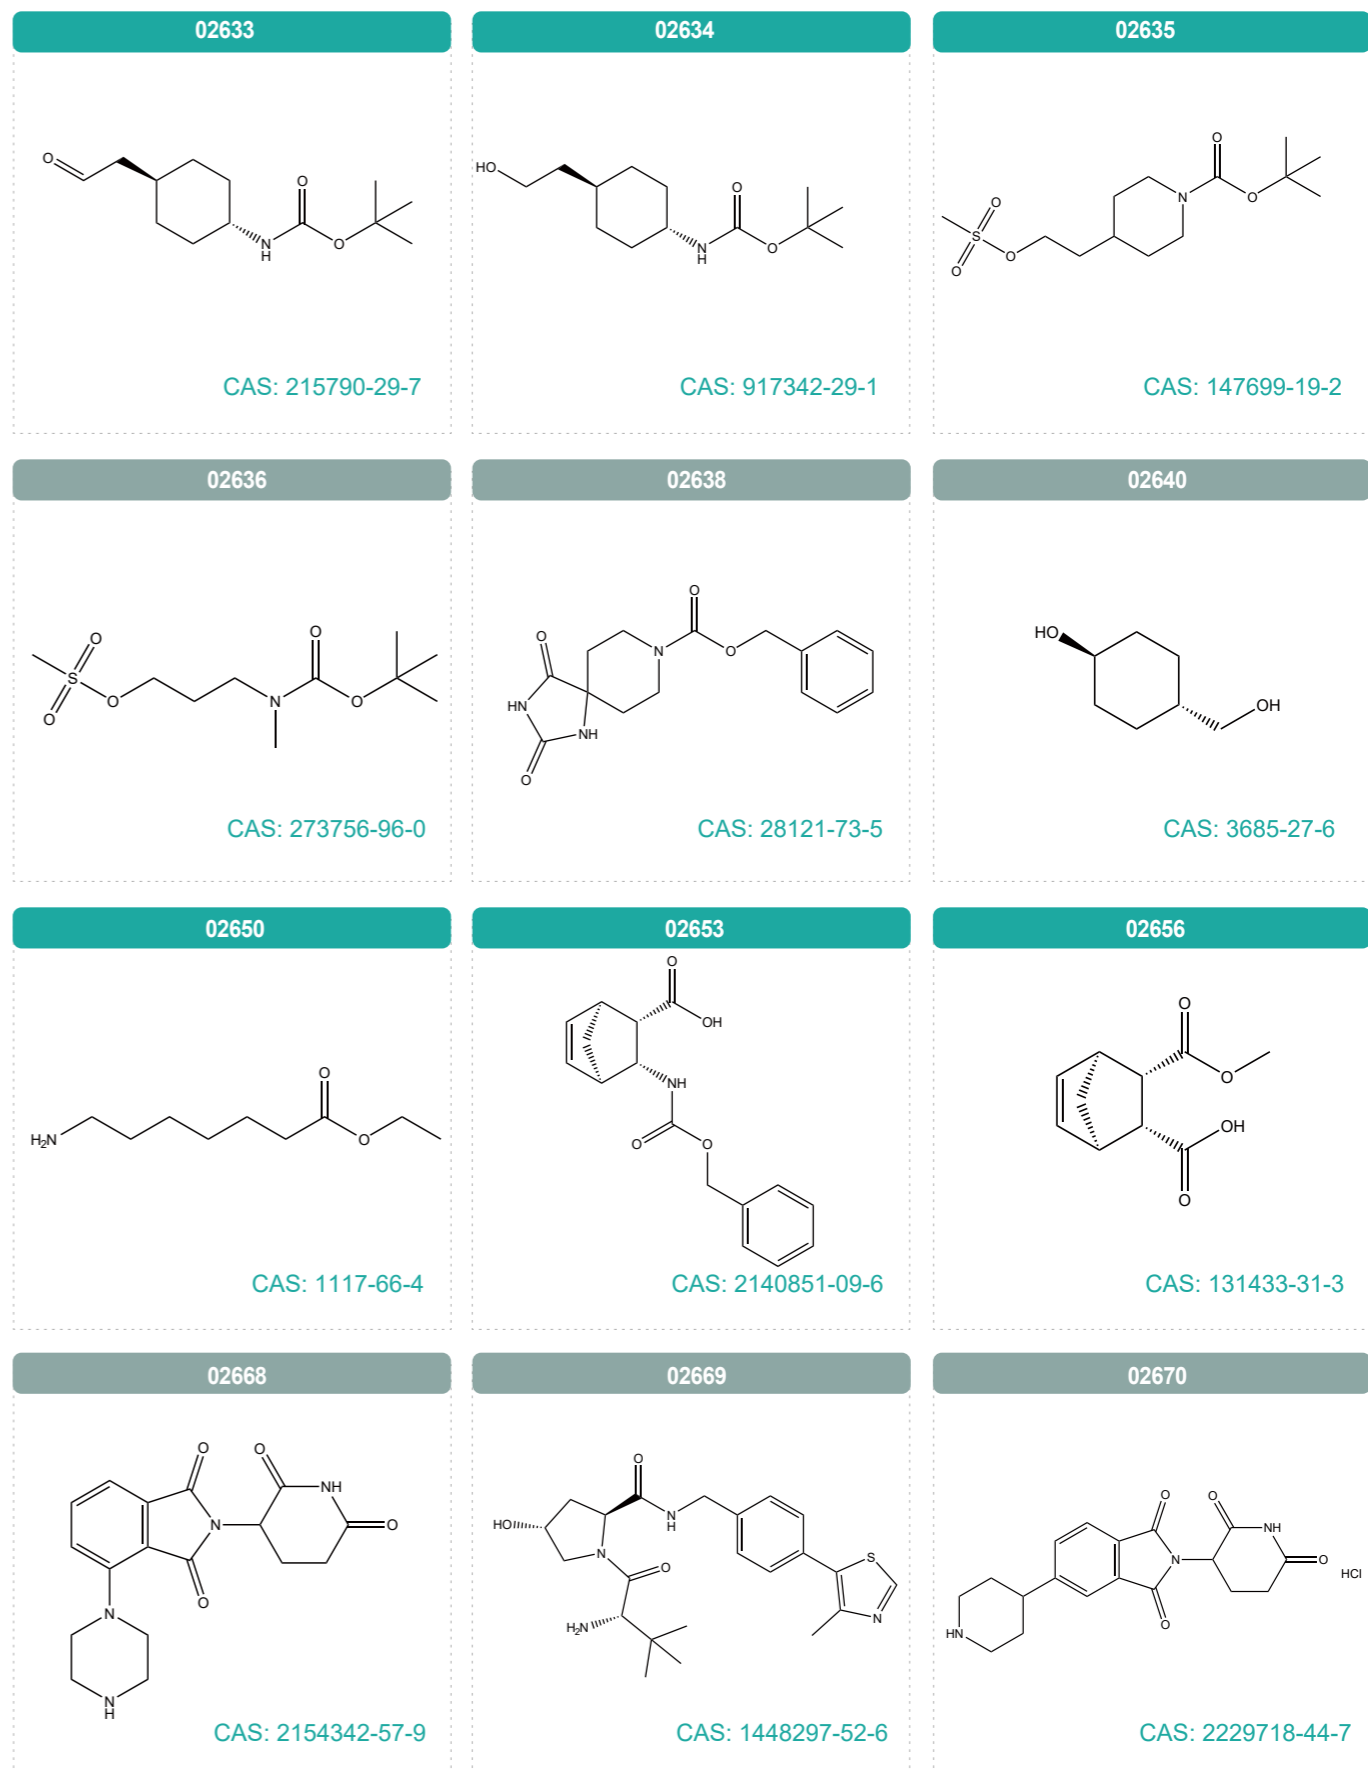 02633 02634 02635
O O N H O
HO O N H O
O N O O S O O
CAS: 215790-29-7 CAS: 917342-29-1 CAS: 147699-19-2
02636 02638 02640
O S O O N O O
O HN O NH N O O
HO OH
CAS: 273756-96-0 CAS: 28121-73-5 CAS: 3685-27-6
02650 02653 02656
H2N O O
O OH NH O O
O O OH O
CAS: 1117-66-4 CAS: 2140851-09-6 CAS: 131433-31-3
02668 02669 02670
O O NH N O O N N H
O HO N H N O H2N S N
O O NH N O O HN HCl
CAS: 2154342-57-9 CAS: 1448297-52-6 CAS: 2229718-44-7